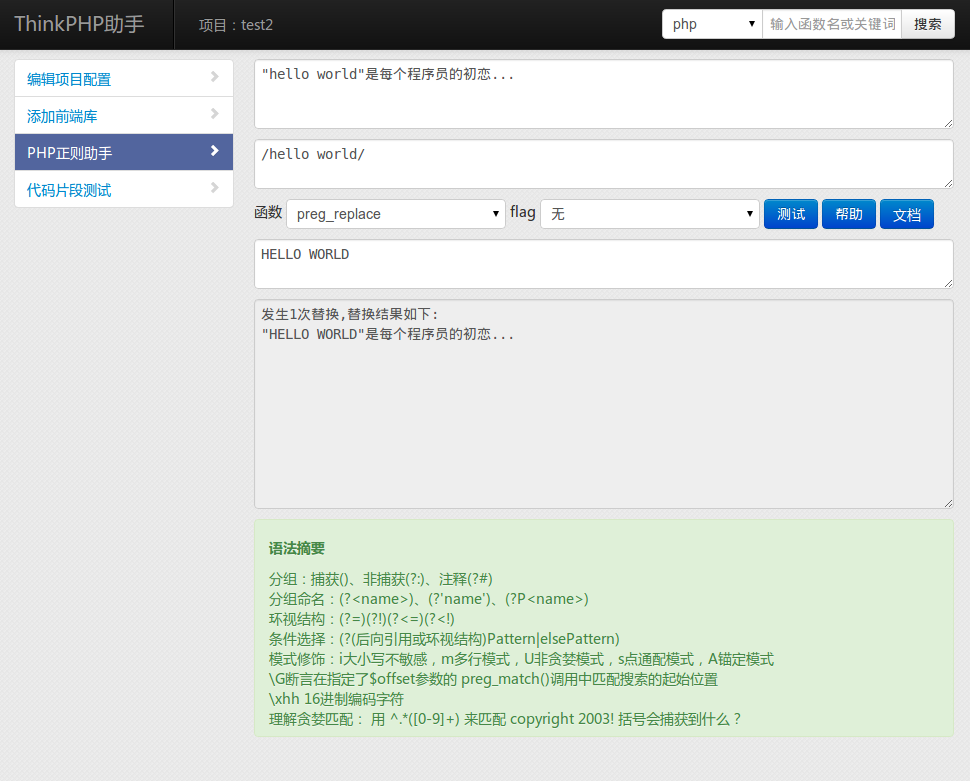 ThinkPHP助手
项目：test2
php
输入函数名或关键词
搜索
编辑项目配置
添加前端库
PHP正则助手
代码片段测试
"hello world"是每个程序员的初恋...
/hello world/
函数 preg_replace flag 无 测试 帮助 文档
HELLO WORLD
发生1次替换,替换结果如下:
"HELLO WORLD"是每个程序员的初恋...
语法摘要
分组：捕获()、非捕获(?:)、注释(?#)
分组命名：(?<name>)、(?'name')、(?P<name>)
环视结构：(?=)(?!)(?<=)(?<!)
条件选择：(?(后向引用或环视结构)Pattern|elsePattern)
模式修饰：i大小写不敏感，m多行模式，U非贪婪模式，s点通配模式，A锚定模式
\G断言在指定了$offset参数的 preg_match()调用中匹配搜索的起始位置
\xhh 16进制编码字符
理解贪婪匹配： 用 ^.*([0-9]+) 来匹配 copyright 2003! 括号会捕获到什么？